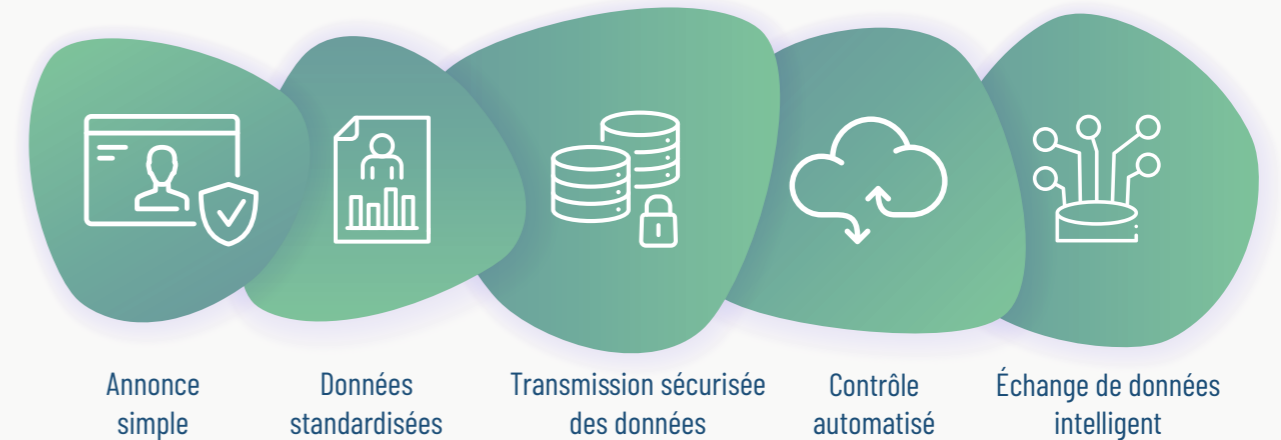 Annonce
simple
Données
standardisées
Transmission sécurisée
des données
Contrôle
automatisé
Échange de données
intelligent